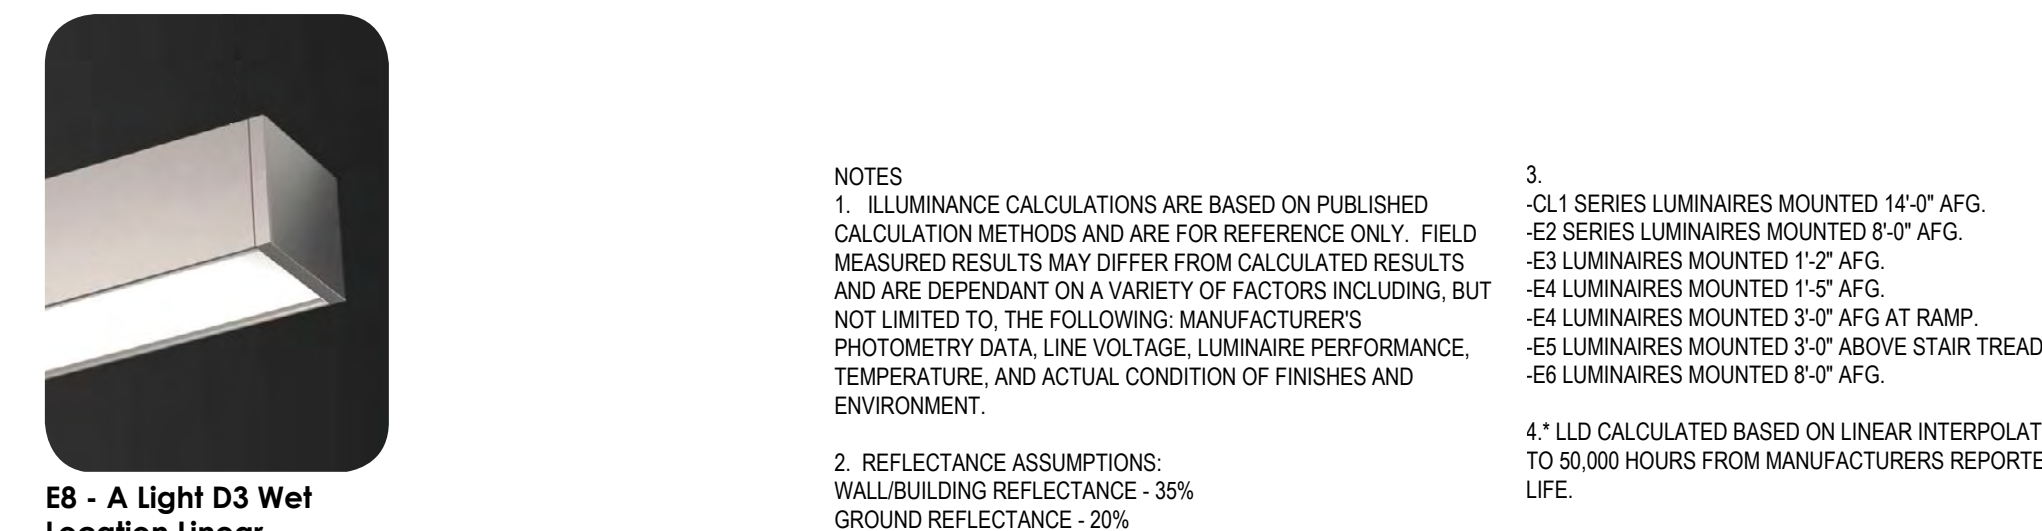 E8 - A Light D3 Wet
Location Linear
NOTES
1. ILLUMINANCE CALCULATIONS ARE BASED ON PUBLISHED
CALCULATION METHODS AND ARE FOR REFERENCE ONLY. FIELD
MEASURED RESULTS MAY DIFFER FROM CALCULATED RESULTS
AND ARE DEPENDANT ON A VARIETY OF FACTORS INCLUDING, BUT
NOT LIMITED TO, THE FOLLOWING: MANUFACTURER'S
PHOTOMETRY DATA, LINE VOLTAGE, LUMINAIRE PERFORMANCE,
TEMPERATURE, AND ACTUAL CONDITION OF FINISHES AND
ENVIRONMENT.
2. REFLECTANCE ASSUMPTIONS:
WALL/BUILDING REFLECTANCE - 35%
GROUND REFLECTANCE - 20%
3.
-CL1 SERIES LUMINAIRES MOUNTED 14'-0" AFG.
-E2 SERIES LUMINAIRES MOUNTED 8'-0" AFG.
-E3 LUMINAIRES MOUNTED 1'-2" AFG.
-E4 LUMINAIRES MOUNTED 1'-5" AFG.
-E4 LUMINAIRES MOUNTED 3'-0" AFG AT RAMP.
-E5 LUMINAIRES MOUNTED 3'-0" ABOVE STAIR TREAD
-E6 LUMINAIRES MOUNTED 8'-0" AFG.
4.* LLD CALCULATED BASED ON LINEAR INTERPOLAT
TO 50,000 HOURS FROM MANUFACTURERS REPORTE
LIFE.